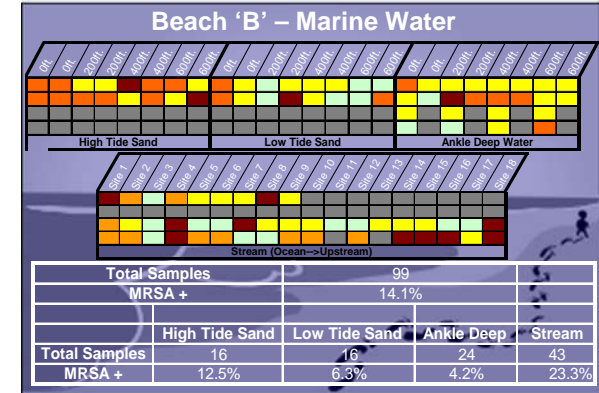 Beach ‘B’ – Marine Water
0ft. 0ft. 200ft. 200ft. 400ft. 400ft. 600ft. 600ft. 0ft. 0ft. 200ft. 200ft. 400ft. 400ft. 600ft. 600ft. 0ft. 0ft. 200ft. 200ft. 400ft. 400ft. 600ft. 600ft.
High Tide Sand Low Tide Sand Ankle Deep Water
Site 1 Site 2 Site 3 Site 4 Site 5 Site 6 Site 7 Site 8 Site 9 Site 10 Site 11 Site 12 Site 13 Site 14 Site 15 Site 16 Site 17 Site 18
Stream (Ocean-->Upstream)
Total Samples 99
MRSA + 14.1%
High Tide Sand Low Tide Sand Ankle Deep Stream
Total Samples 16 16 24 43
MRSA + 12.5% 6.3% 4.2% 23.3%